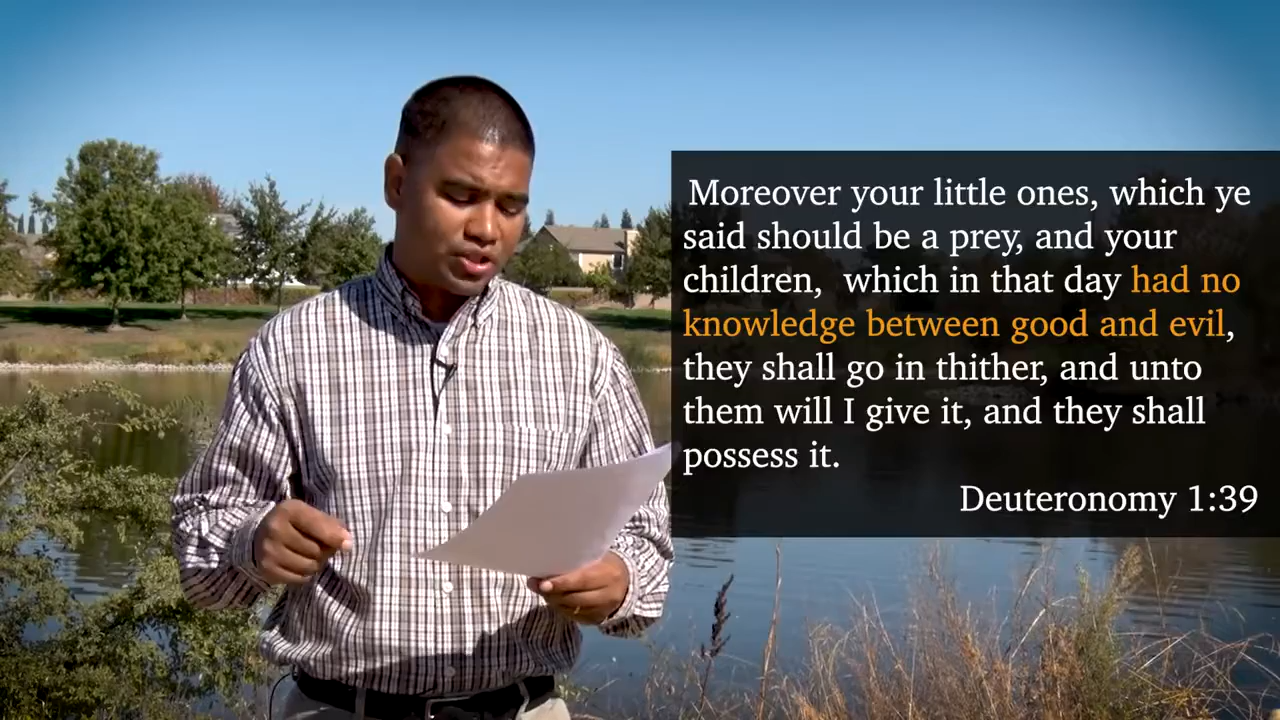 Moreover your little ones, which ye
said should be a prey, and your
children,  which in that day had no
knowledge between good and evil,
they shall go in thither, and unto
them will I give it, and they shall
possess it.
Deuteronomy 1:39